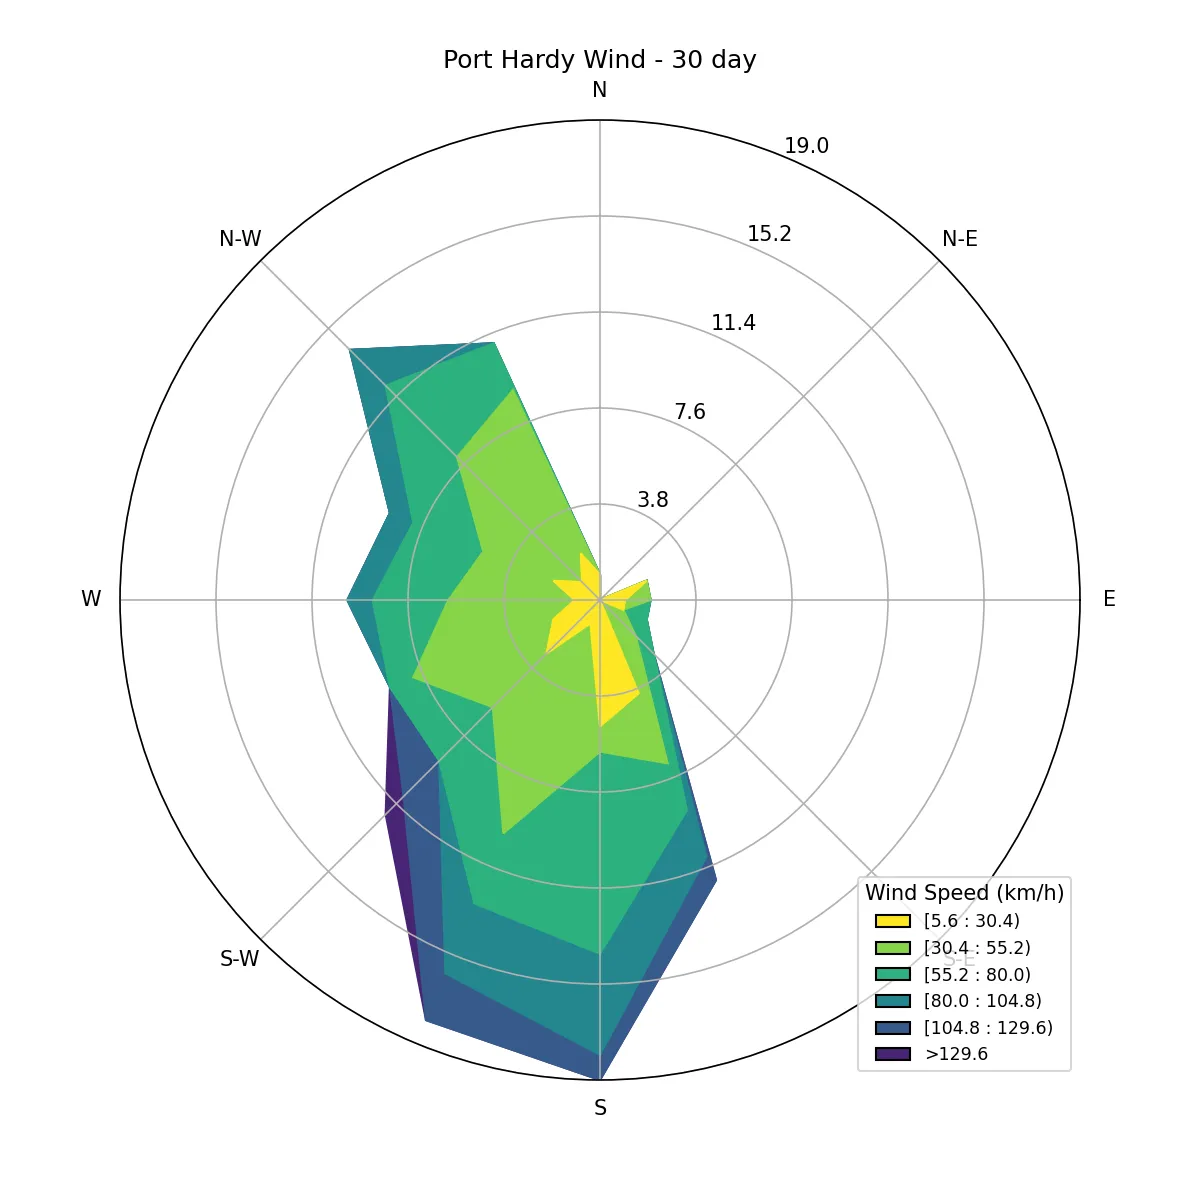 Port Hardy Wind - 30 day
N
19.0
15.2
N-W
N-E
11.4
7.6
3.8
W
E
Wind Speed (km/h)
[5.6 : 30.4)
[30.4 : 55.2)
S-W
S-E
[55.2 : 80.0)
[80.0 : 104.8)
[104.8 : 129.6)
>129.6
S